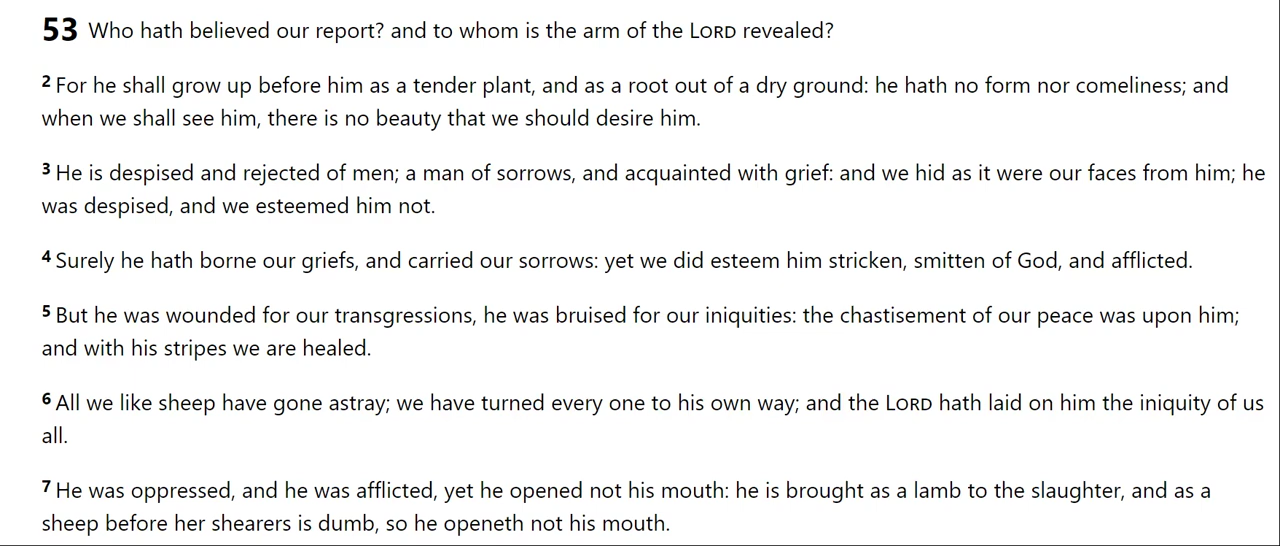 53 Who hath believed our report? and to whom is the arm of the LORD revealed?
2 For he shall grow up before him as a tender plant, and as a root out of a dry ground: he hath no form nor comeliness; and
when we shall see him, there is no beauty that we should desire him.
3 He is despised and rejected of men; a man of sorrows, and acquainted with grief: and we hid as it were our faces from him; he
was despised, and we esteemed him not.
4 Surely he hath borne our griefs, and carried our sorrows: yet we did esteem him stricken, smitten of God, and afflicted.
5 But he was wounded for our transgressions, he was bruised for our iniquities: the chastisement of our peace was upon him;
and with his stripes we are healed.
6 All we like sheep have gone astray; we have turned every one to his own way; and the LORD hath laid on him the iniquity of us
all.
7 He was oppressed, and he was afflicted, yet he opened not his mouth: he is brought as a lamb to the slaughter, and as a
sheep before her shearers is dumb, so he openeth not his mouth.